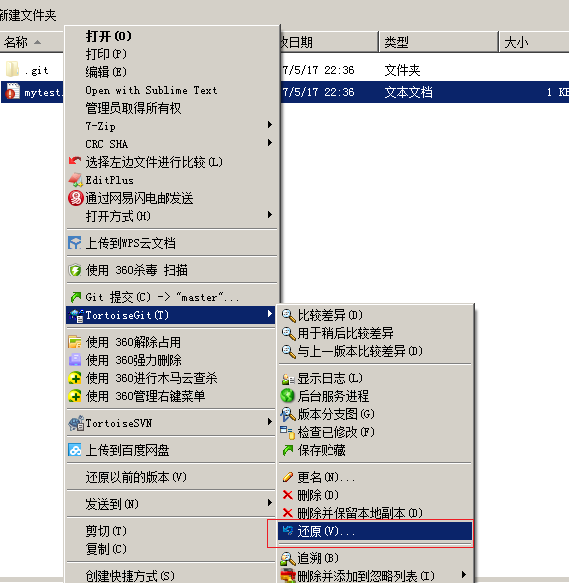 新建文件夹
名称
改日期
类型
大小
.git
7/5/17 22:36
文件夹
mytest.
7/5/17 22:36
文本文档
1 KB
打开(O)
打印(P)
编辑(E)
Open with Sublime Text
管理员取得所有权
7-Zip
CRC SHA
选择左边文件进行比较(L)
EditPlus
通过网易闪电邮发送
打开方式(H)
上传到WPS云文档
使用 360杀毒 扫描
Git 提交(C) -> "master"...
TortoiseGit(T)
使用 360解除占用
使用 360强力删除
使用 360进行木马云查杀
使用 360管理右键菜单
TortoiseSVN
上传到百度网盘
还原以前的版本(V)
发送到(N)
剪切(T)
复制(C)
创建快捷方式(S)
比较差异(D)
用于稍后比较差异
与上一版本比较差异(D)
显示日志(L)
后台服务进程
版本分支图(G)
检查已修改(F)
保存贮藏
更名(N)...
删除(D)
删除并保留本地副本(D)
还原(V)...
追溯(B)
删除并添加到忽略列表(I)